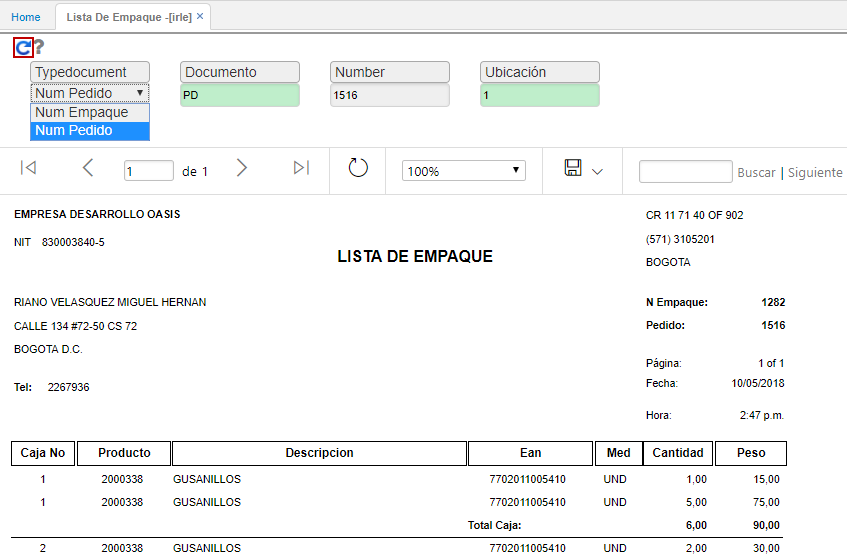 Home Lista De Empaque -[irle] ×
?
Typedocument Documento Number Ubicación
Num Pedido PD 1516 1
Num Empaque
Num Pedido
1 de 1 100% Buscar | Siguiente
EMPRESA DESARROLLO OASIS CR 11 71 40 OF 902
NIT 830003840-5 (571) 3105201
LISTA DE EMPAQUE BOGOTA
RIANO VELASQUEZ MIGUEL HERNAN N Empaque: 1282
CALLE 134 #72-50 CS 72 Pedido: 1516
BOGOTA D.C.
Página: 1 of 1
Tel: 2267936 Fecha: 10/05/2018
Hora: 2:47 p.m.
Caja No Producto Descripcion Ean Med Cantidad Peso
1 2000338 GUSANILLOS 7702011005410 UND 1,00 15,00
1 2000338 GUSANILLOS 7702011005410 UND 5,00 75,00
Total Caja: 6,00 90,00
2 2000338 GUSANILLOS 7702011005410 UND 2,00 30,00